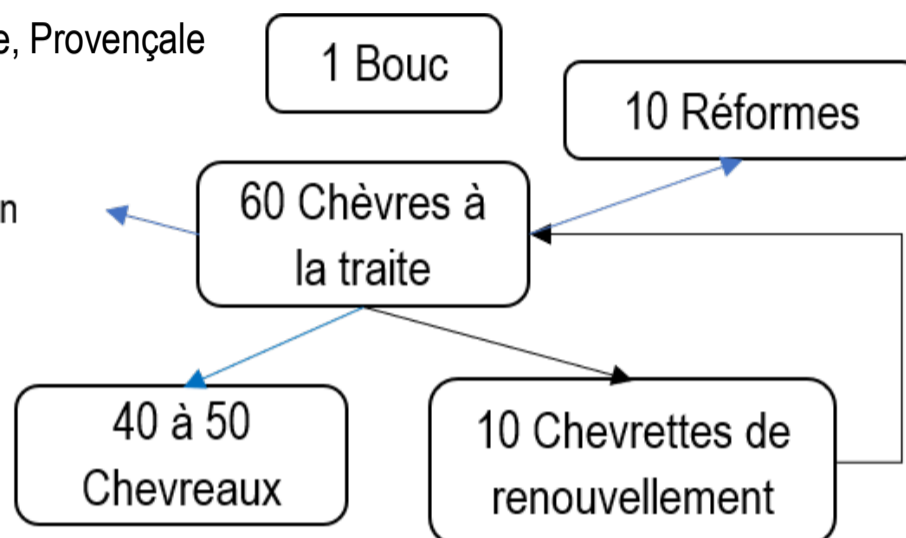 e, Provençale
1 Bouc
10 Réformes
n
60 Chèvres à
la traite
40 à 50
Chevreaux
10 Chevrettes de
renouvellement